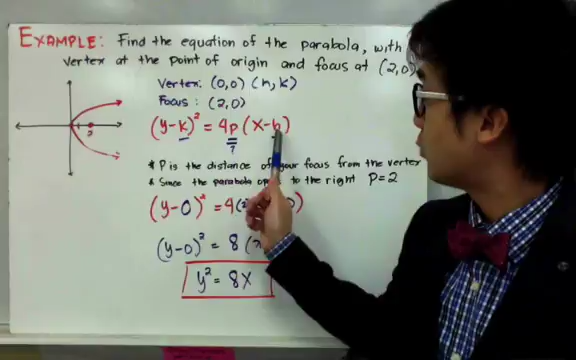 EXAMPLE: Find the equation of the parabola, with
vertex at the point of origin and focus at (2,0)
Vertex: (0,0) (h, k)
Focus: (2,0)
(y-k)² = 4p (x-h)
?
* P is the distance of your focus from the vertex
* Since the parabola to the right P=2
(y-0)² = 4( 0)
(y-0)² = 8 (
y² = 8x